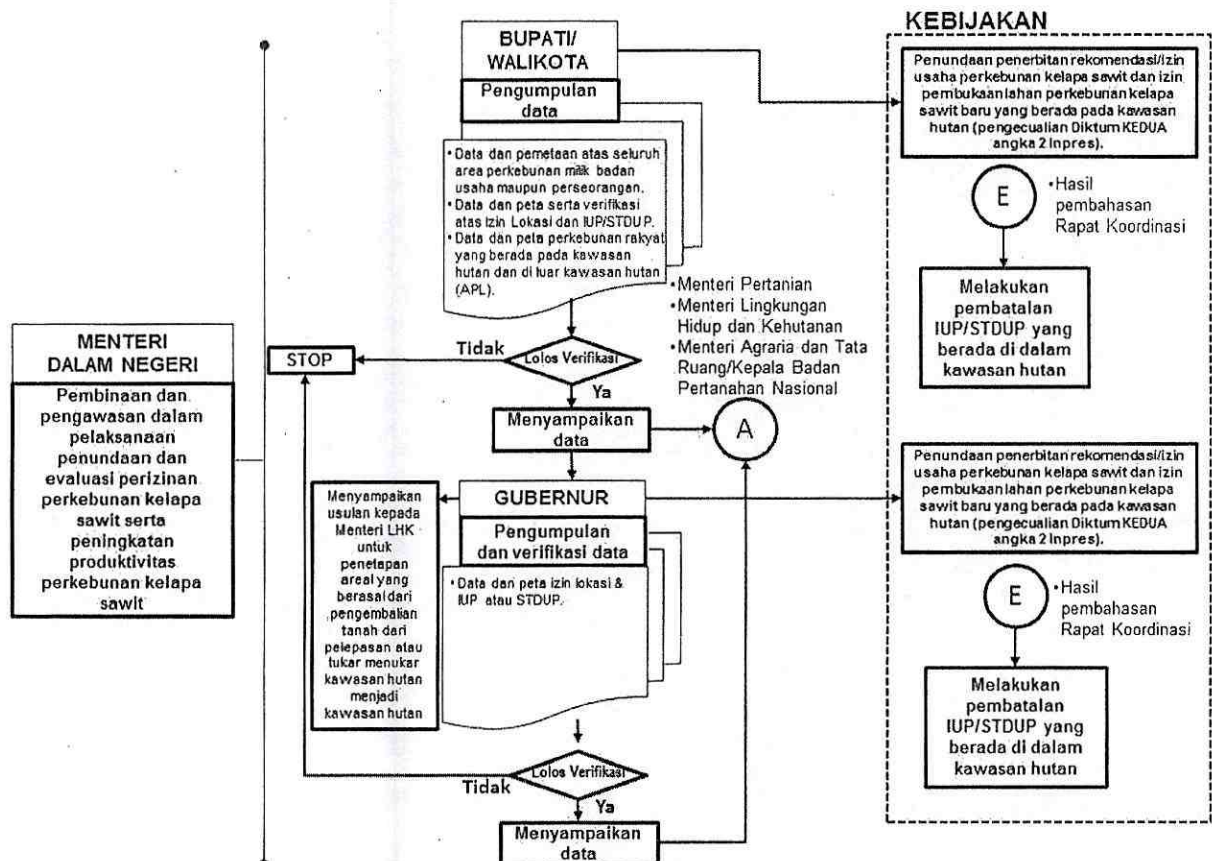 KEBIJAKAN
BUPATI/
WALIKOTA
Pengumpulan
data
• Data dan pemetaan atas seluruh
area perkebunan milik badan
usaha maupun perseorangan.
• Data dan peta serta verifikasi
atas Izin Lokasi dan IUP/STDUP.
• Data dan peta perkebunan rakyat
yang berada pada kawasan
hutan dan di luar kawasan hutan
(APL).
Penundaan penerbitan rekomendasi/izin
usaha perkebunan kelapa sawit dan izin
pembukaan lahan perkebunan kelapa
sawit baru yang berada pada kawasan
hutan (pengecualian Diktum KEDUA
angka 2 Inpres).
E
• Hasil
pembahasan
Rapat Koordinasi
Melakukan
pembatalan
IUP/STDUP yang
berada di dalam
kawasan hutan
• Menteri Pertanian
• Menteri Lingkungan
Hidup dan Kehutanan
• Menteri Agraria dan Tata
Ruang/Kepala Badan
Pertanahan Nasional
MENTERI
DALAM NEGERI
Pembinaan dan
pengawasan dalam
pelaksanaan
penundaan dan
evaluasi perizinan
perkebunan kelapa
sawit serta
peningkatan
produktivitas
perkebunan kelapa
sawit
STOP
Tidak
Lolos Verifikasi
Ya
Menyampaikan
data
A
GUBERNUR
Pengumpulan
dan verifikasi data
• Data dan peta izin lokasi &
IUP atau STDUP.
Menyampaikan
usulan kepada
Menteri LHK
untuk
penetapan
areal yang
berasal dari
pengembalian
tanah dari
pelepasan atau
tukar menukar
kawasan hutan
menjadi
kawasan hutan
Penundaan penerbitan rekomendasi/izin
usaha perkebunan kelapa sawit dan izin
pembukaan lahan perkebunan kelapa
sawit baru yang berada pada kawasan
hutan (pengecualian Diktum KEDUA
angka 2 Inpres).
E
• Hasil
pembahasan
Rapat Koordinasi
Melakukan
pembatalan
IUP/STDUP yang
berada di dalam
kawasan hutan
Lolos Verifikasi
Tidak
Ya
Menyampaikan
data